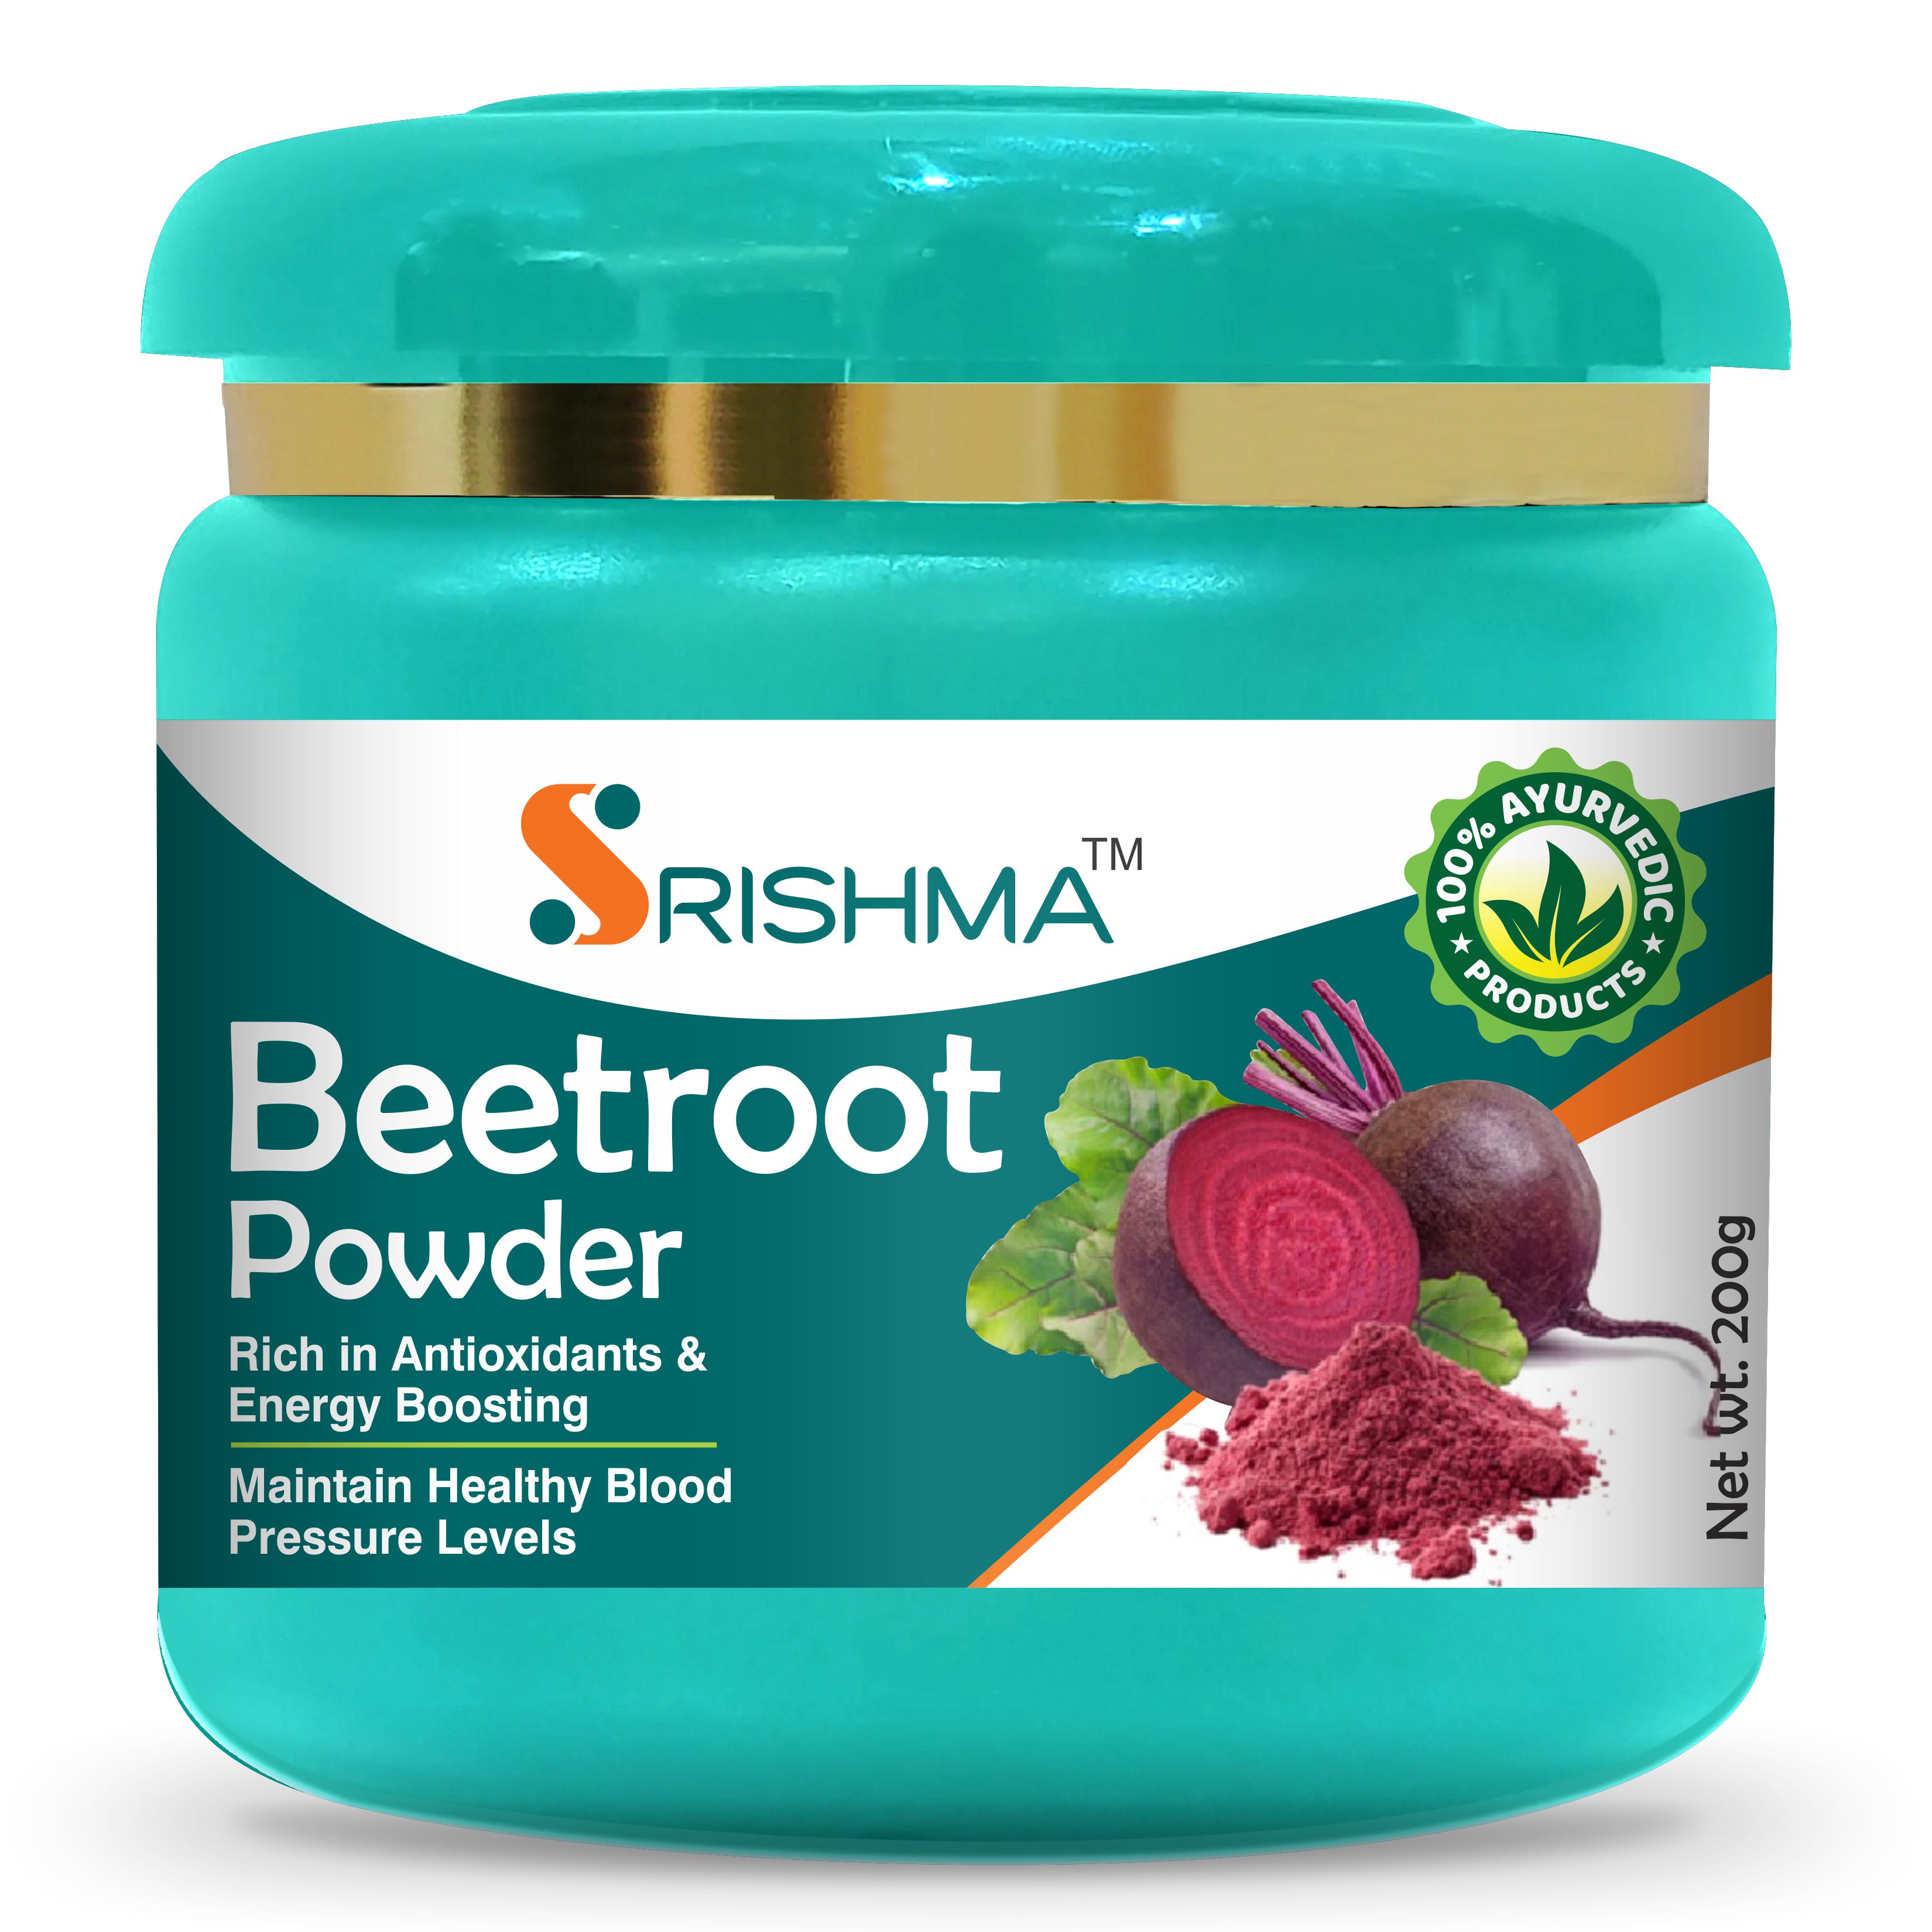 SRISHMA™
100% AYURVEDIC
PRODUCTS
Beetroot
Powder
Rich in Antioxidants &
Energy Boosting
Maintain Healthy Blood
Pressure Levels
Net wt. 200g